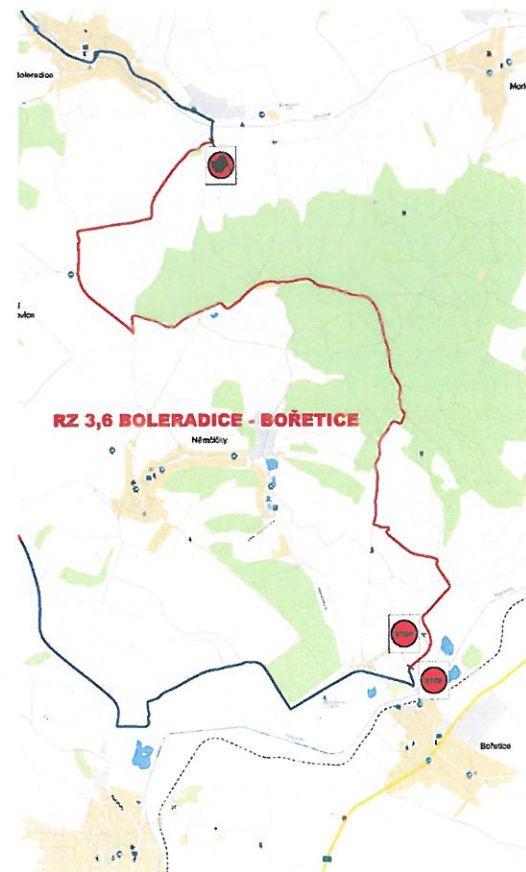 Boleradice
RZ 3,6 BOLERADICE - BOŘETICE
Němčičky
STOP
STOP
Bořetice